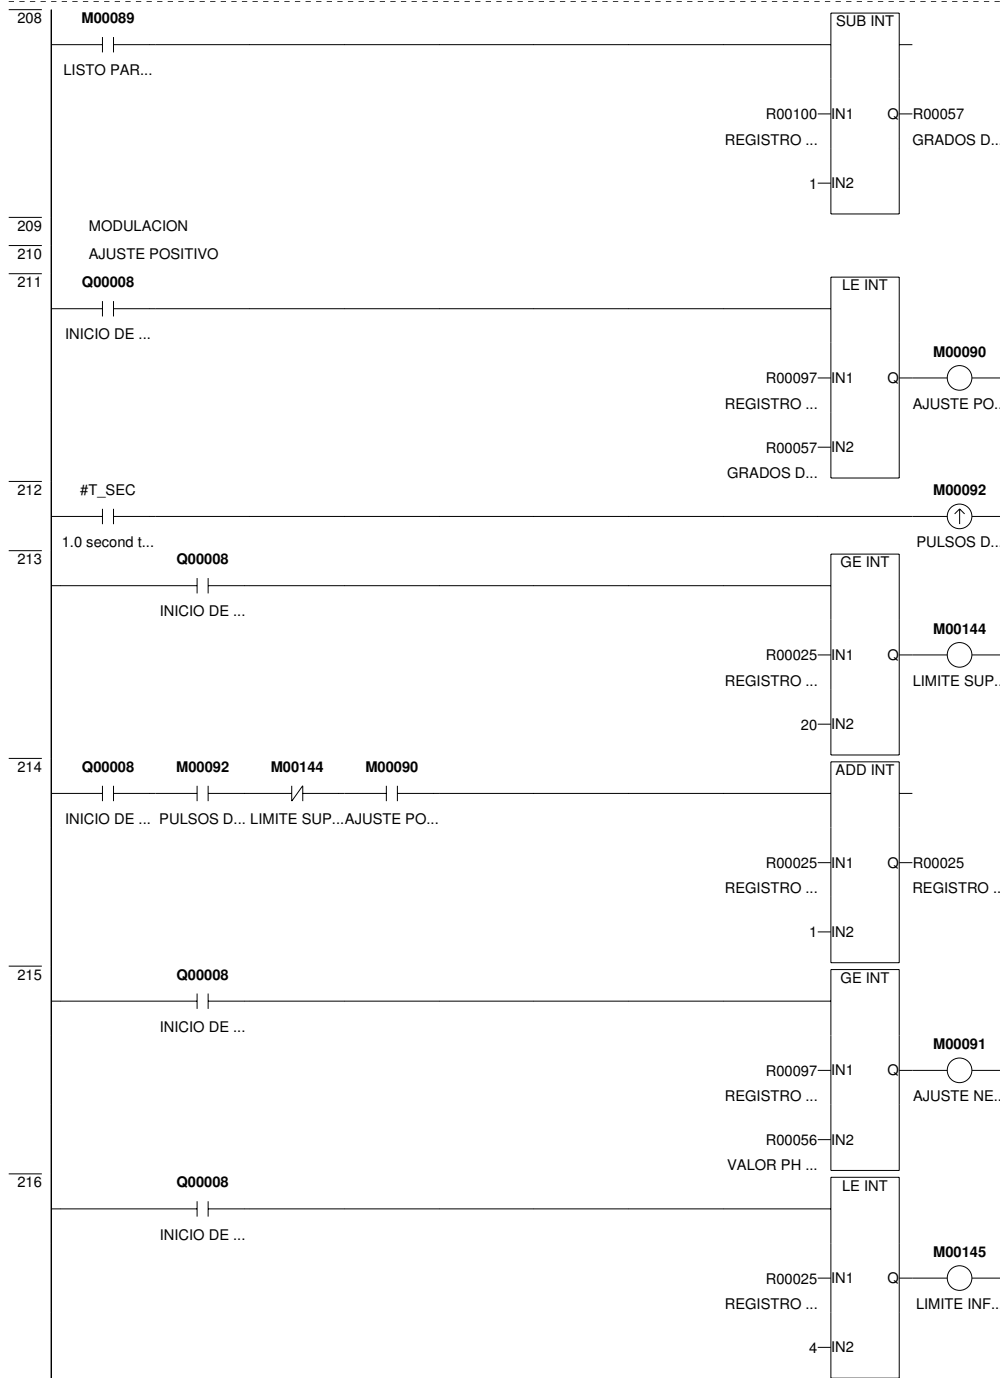 208 M00089 SUB INT
LISTO PAR...
R00100 IN1 Q R00057
REGISTRO ... GRADOS D...
1 IN2
209 MODULACION
210 AJUSTE POSITIVO
211 Q00008 LE INT
INICIO DE ...
M00090
R00097 IN1 Q
REGISTRO ... AJUSTE PO...
R00057 IN2
GRADOS D...
212 #T_SEC M00092
1.0 second t... PULSOS D...
213 Q00008 GE INT
INICIO DE ...
M00144
R00025 IN1 Q
REGISTRO ... LIMITE SUP...
20 IN2
214 Q00008 M00092 M00144 M00090 ADD INT
INICIO DE ... PULSOS D... LIMITE SUP... AJUSTE PO...
R00025 IN1 Q R00025
REGISTRO ... REGISTRO ...
1 IN2
215 Q00008 GE INT
INICIO DE ...
M00091
R00097 IN1 Q
REGISTRO ... AJUSTE NE...
R00056 IN2
VALOR PH ...
216 Q00008 LE INT
INICIO DE ...
M00145
R00025 IN1 Q
REGISTRO ... LIMITE INF...
4 IN2